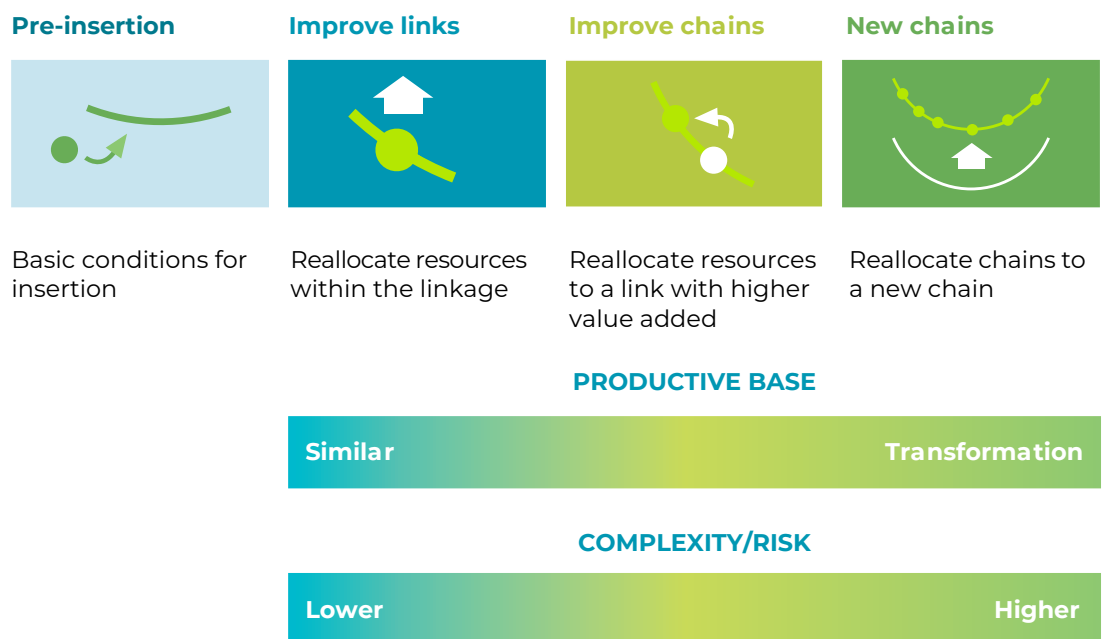 Pre-insertion
Improve links
Improve chains
New chains
Basic conditions for
insertion
Reallocate resources
within the linkage
Reallocate resources
to a link with higher
value added
Reallocate chains to
a new chain
PRODUCTIVE BASE
Similar
Transformation
COMPLEXITY/RISK
Lower
Higher